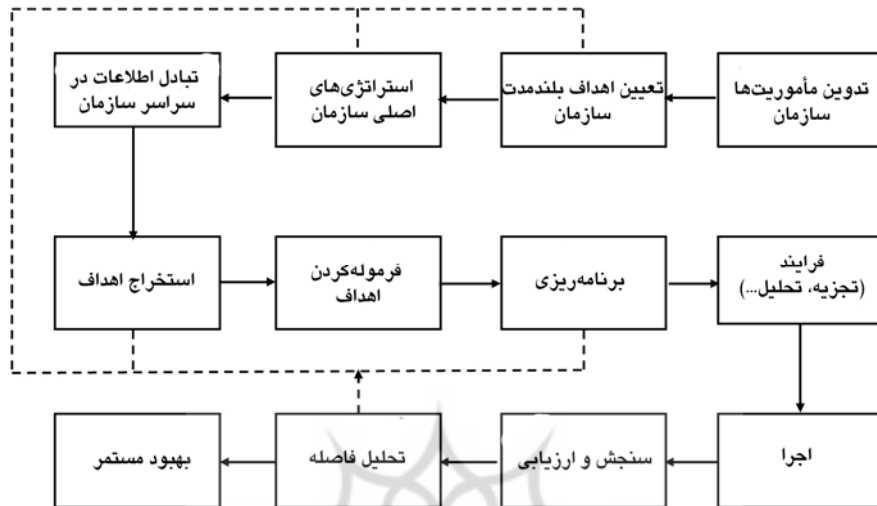 تدوین مأموریت‌ها
سازمان
تعیین اهداف بلندمدت
سازمان
استراتژی‌های
اصلی سازمان
تبادل اطلاعات در
سراسر سازمان
استخراج اهداف
فرموله‌کردن
اهداف
برنامه‌ریزی
فرایند
(تجزیه، تحلیل...)
اجرا
سنجش و ارزیابی
تحلیل فاصله
بهبود مستمر